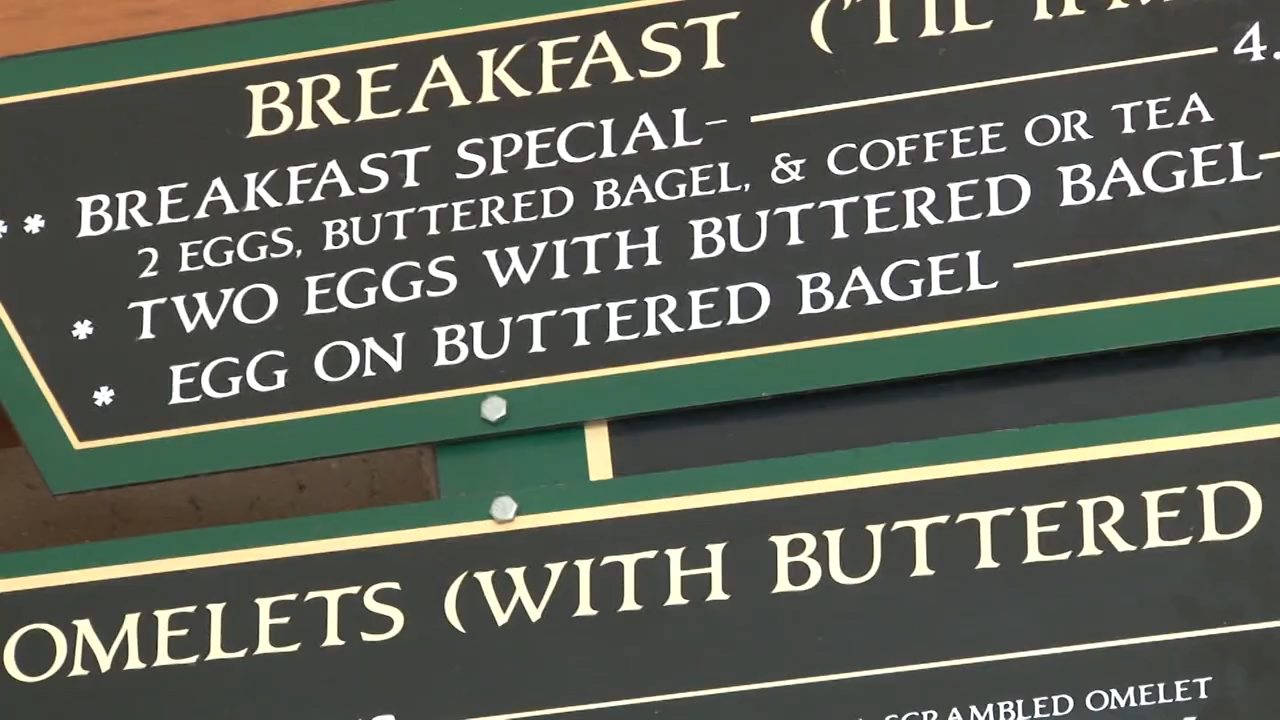 BREAKFAST ('TIL
** BREAKFAST SPECIAL- 4.
2 EGGS, BUTTERED BAGEL, & COFFEE OR TEA
* TWO EGGS WITH BUTTERED BAGEL-
* EGG ON BUTTERED BAGEL
OMELETS (WITH BUTTERED
SCRAMBLED OMELET